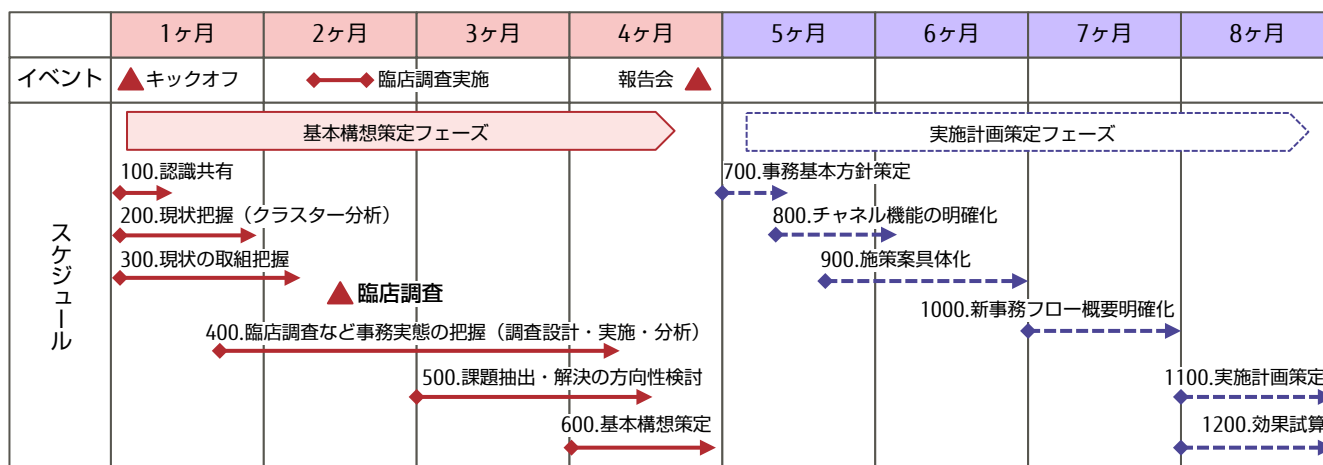 1ヶ月 2ヶ月 3ヶ月 4ヶ月 5ヶ月 6ヶ月 7ヶ月 8ヶ月
イベント キックオフ 臨店調査実施 報告会
スケジュール
基本構想策定フェーズ 実施計画策定フェーズ
100.認識共有 700.事務基本方針策定
200.現状把握（クラスター分析） 800.チャネル機能の明確化
300.現状の取組把握 900.施策案具体化
臨店調査 1000.新事務フロー概要明確化
400.臨店調査など事務実態の把握（調査設計・実施・分析）
500.課題抽出・解決の方向性検討 1100.実施計画策定
600.基本構想策定 1200.効果試算